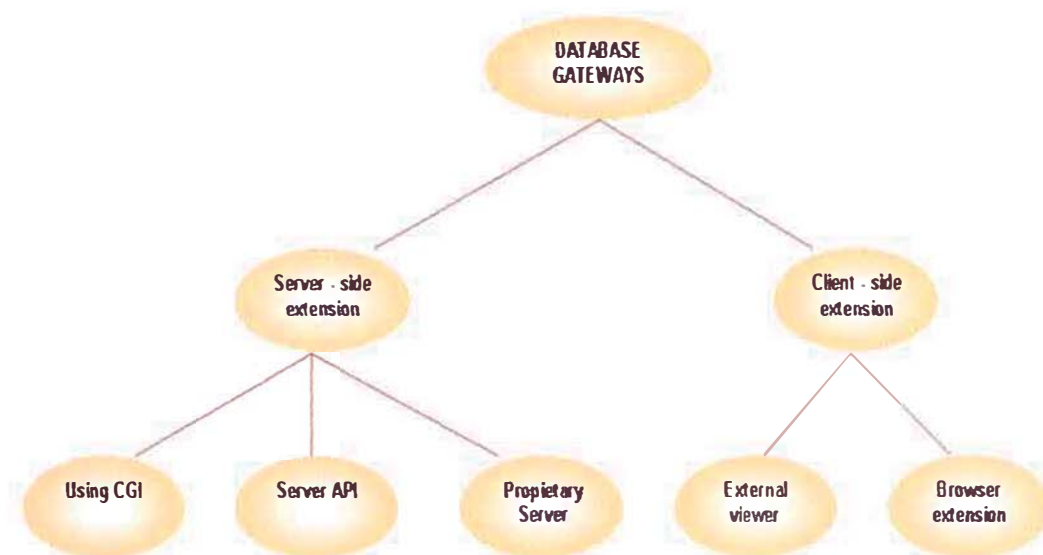 DATABASE
GATEWAYS
Server - side
extension
Client - side
extension
Using CGI
Server API
Propietary
Server
External
viewer
Browser
extension